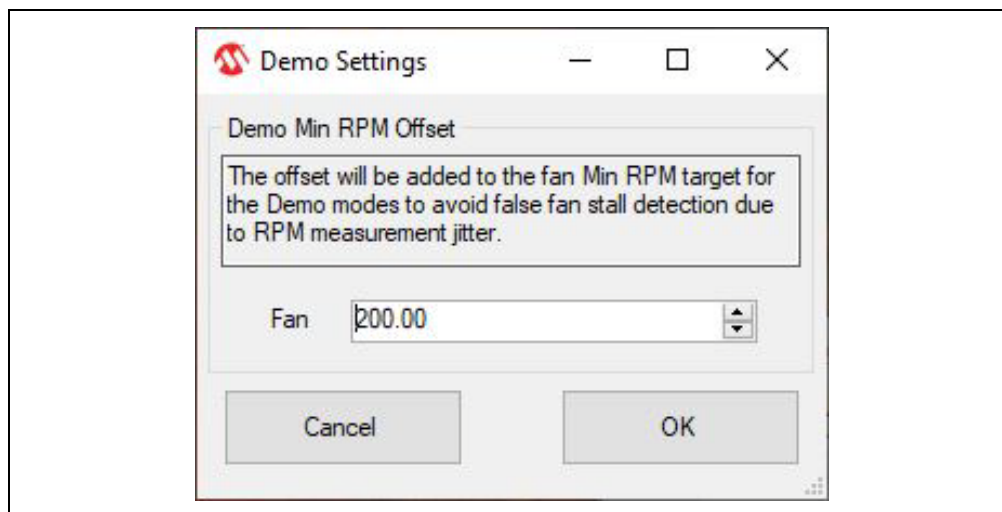 Demo Settings
Demo Min RPM Offset
The offset will be added to the fan Min RPM target for
the Demo modes to avoid false fan stall detection due
to RPM measurement jitter.
Fan 200.00
Cancel OK